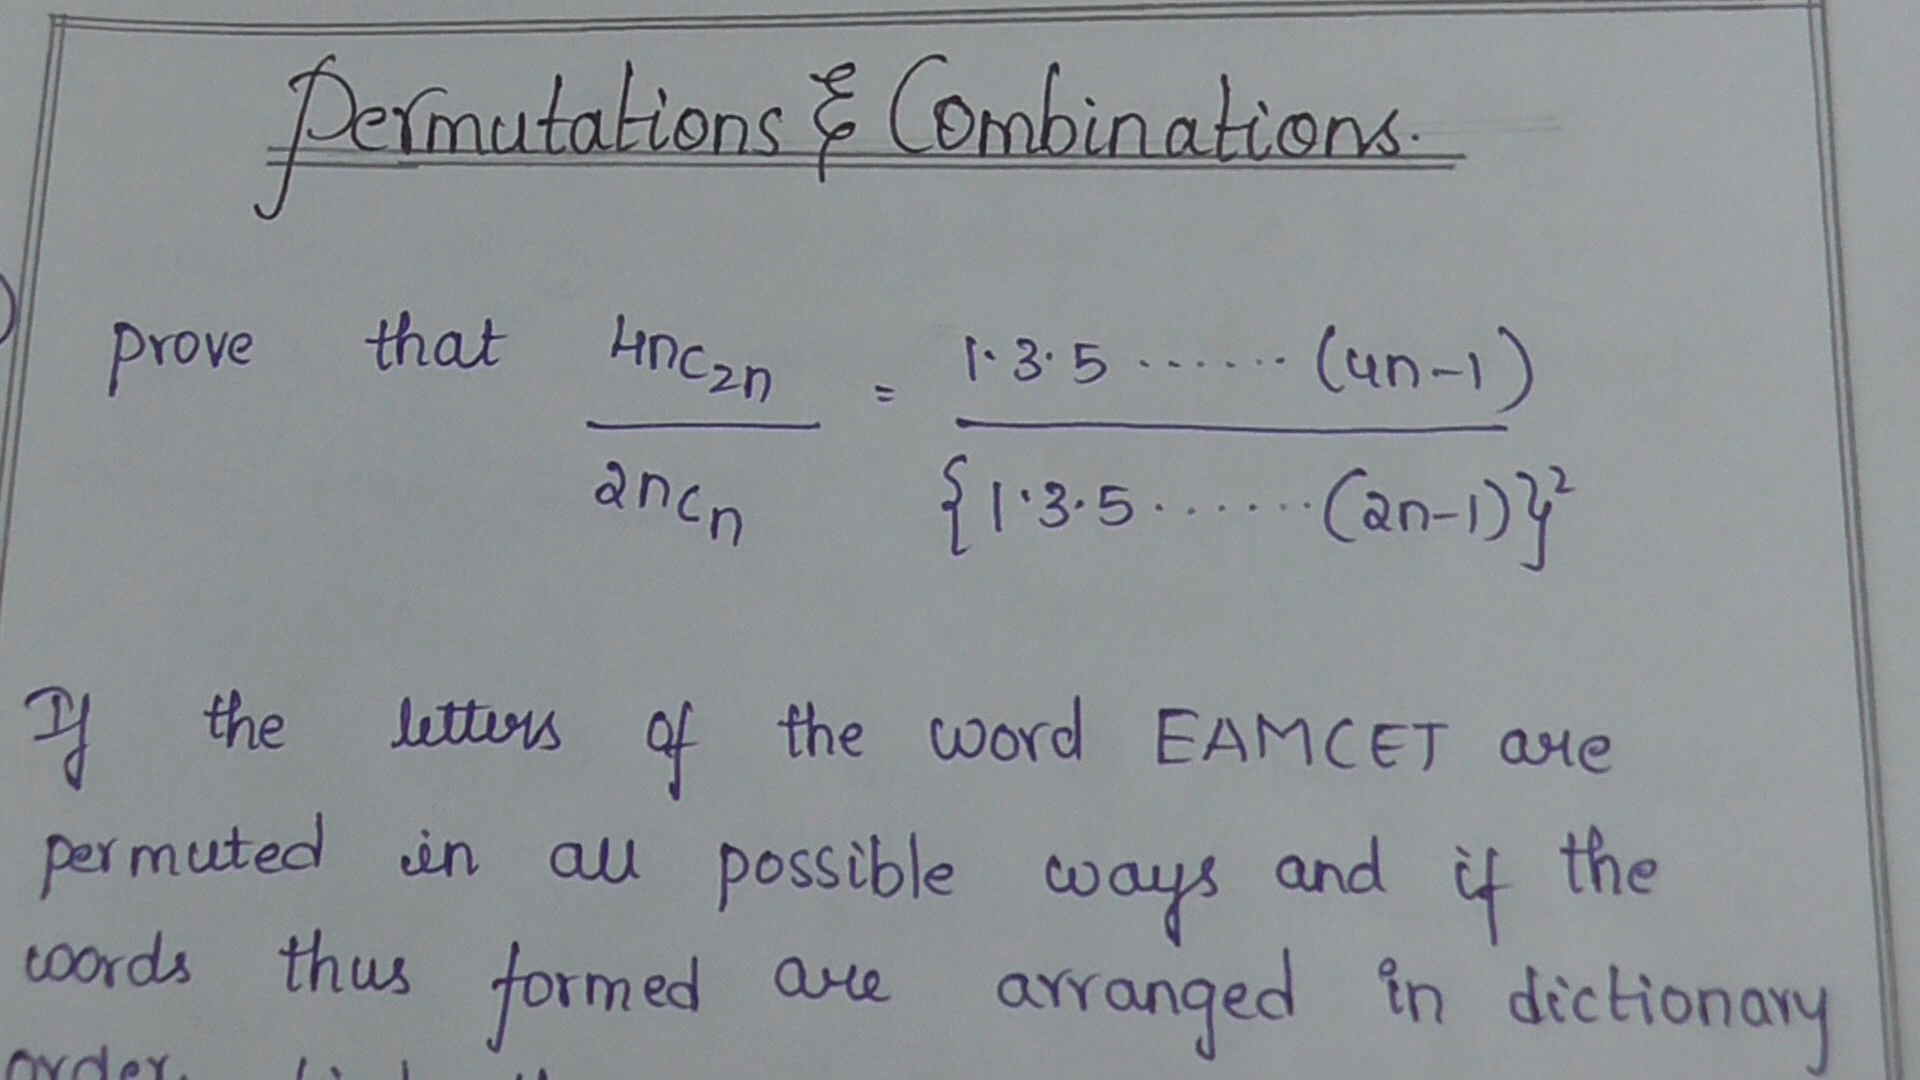 Permutations & Combinations.
prove that 4nC2n / 2nCn = 1·3·5 ...... (4n-1) / {1·3·5 ...... (2n-1)}²
If the letters of the word EAMCET are
permuted in all possible ways and if the
words thus formed are arranged in dictionary
order,